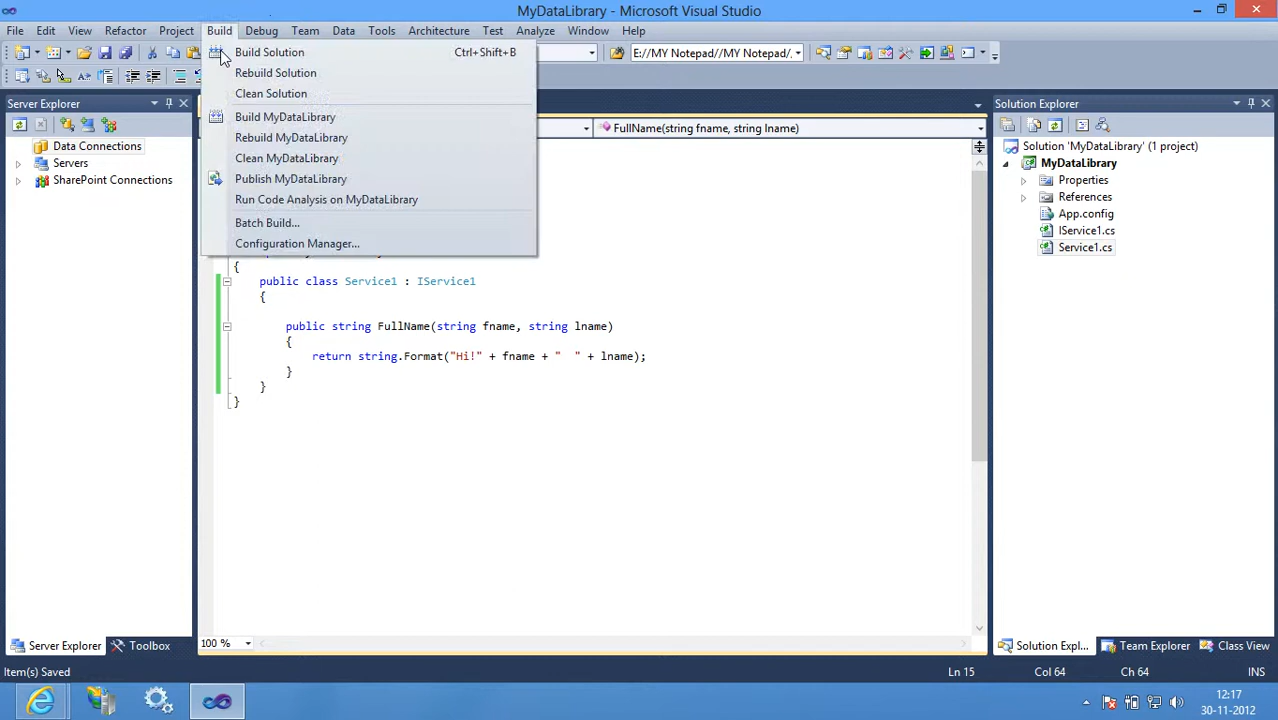 MyDataLibrary - Microsoft Visual Studio
File Edit View Refactor Project Build Debug Team Data Tools Architecture Test Analyze Window Help
Build Solution Ctrl+Shift+B
E://MY Notepad//MY Notepad/.
Rebuild Solution
Clean Solution
Build MyDataLibrary
Rebuild MyDataLibrary
Clean MyDataLibrary
Publish MyDataLibrary
Run Code Analysis on MyDataLibrary
Batch Build...
Configuration Manager...
Server Explorer
Data Connections
Servers
SharePoint Connections
FullName(string fname, string lname)
{
public class Service1 : IService1
{
public string FullName(string fname, string lname)
{
return string.Format("Hi!" + fname + "  " + lname);
}
}
}
100 %
Solution Explorer
Solution 'MyDataLibrary' (1 project)
MyDataLibrary
Properties
References
App.config
IService1.cs
Service1.cs
Server Explorer Toolbox
Solution Expl... Team Explorer Class View
Item(s) Saved Ln 15 Col 64 Ch 64 INS
12:17
30-11-2012